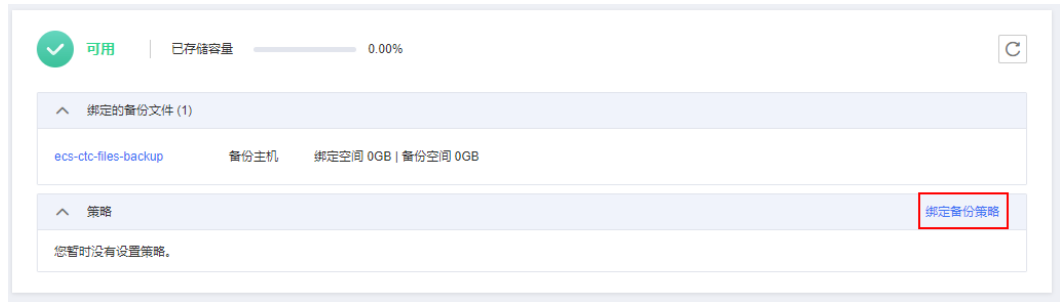 可用 | 已存储容量 0.00%
绑定的备份文件 (1)
ecs-ctc-files-backup 备份主机 绑定空间 0GB | 备份空间 0GB
策略 绑定备份策略
您暂时没有设置策略。